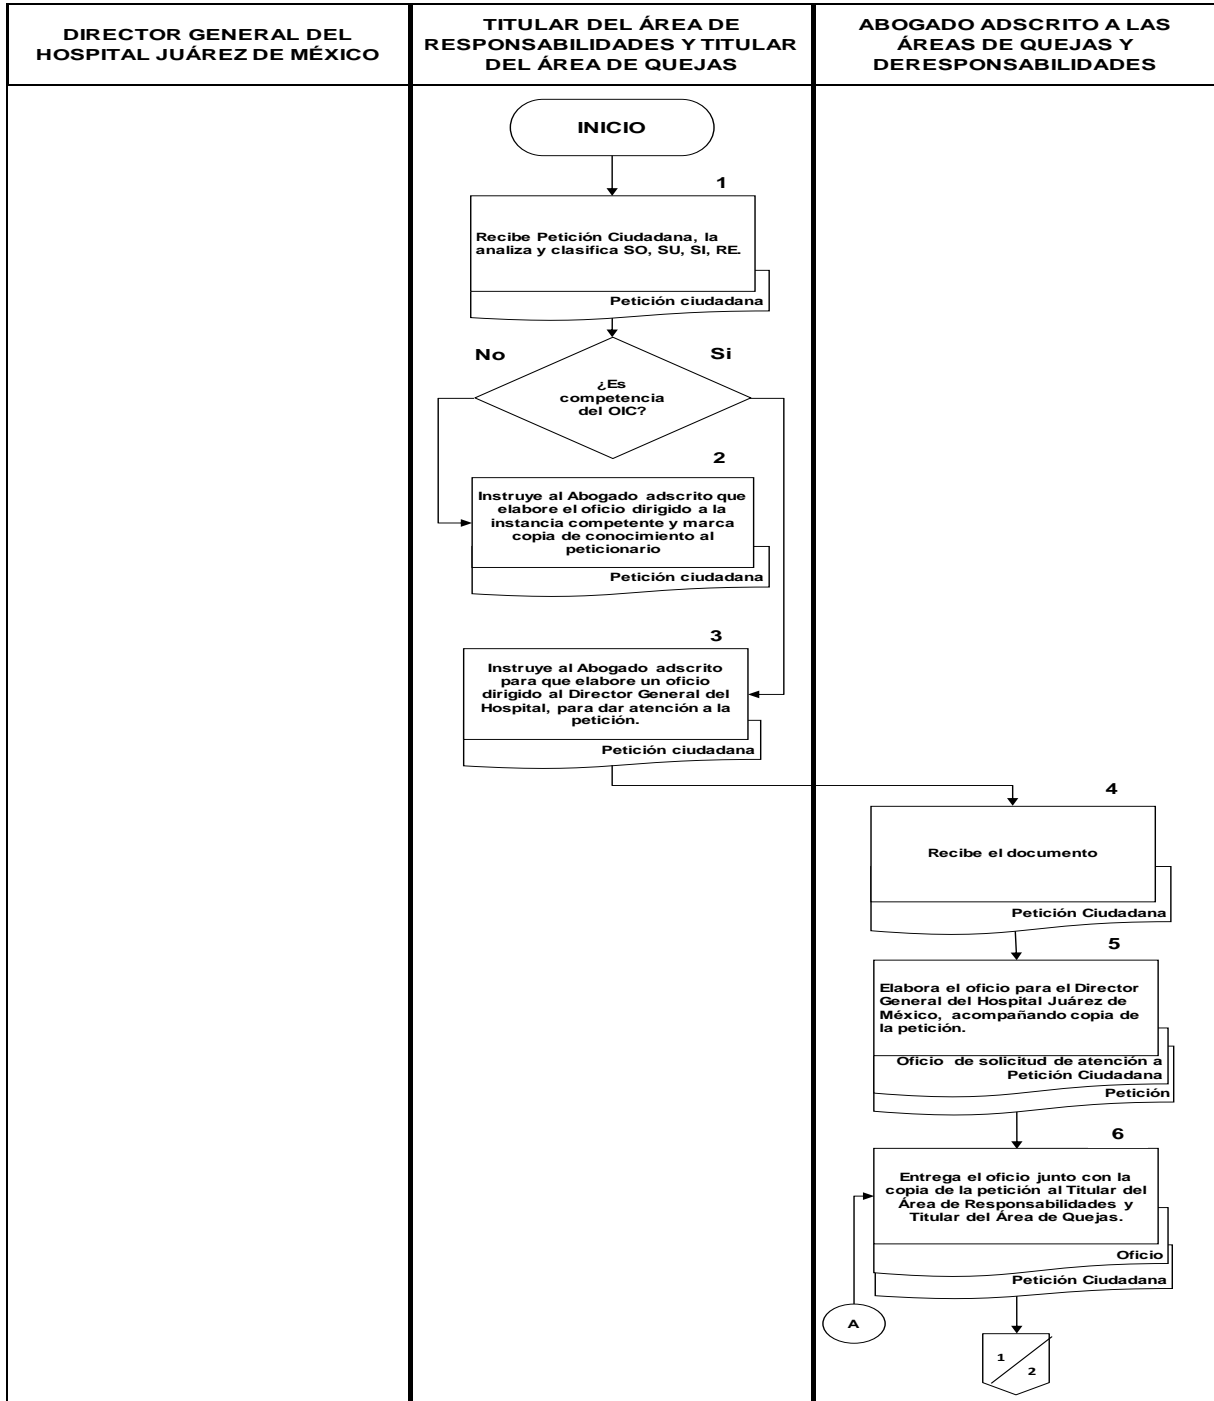 DIRECTOR GENERAL DEL
HOSPITAL JUÁREZ DE MÉXICO
TITULAR DEL ÁREA DE
RESPONSABILIDADES Y TITULAR
DEL ÁREA DE QUEJAS
ABOGADO ADSCRITO A LAS
ÁREAS DE QUEJAS Y
DERESPONSABILIDADES
INICIO
1
Recibe Petición Ciudadana, la
analiza y clasifica SO, SU, SI, RE.
Petición ciudadana
No
Si
¿Es
competencia
del OIC?
2
Instruye al Abogado adscrito que
elabore el oficio dirigido a la
instancia competente y marca
copia de conocimiento al
peticionario
Petición ciudadana
3
Instruye al Abogado adscrito
para que elabore un oficio
dirigido al Director General del
Hospital, para dar atención a la
petición.
Petición ciudadana
4
Recibe el documento
Petición Ciudadana
5
Elabora el oficio para el Director
General del Hospital Juárez de
México, acompañando copia de
la petición.
Oficio de solicitud de atención a
Petición Ciudadana
Petición
6
Entrega el oficio junto con la
copia de la petición al Titular del
Área de Responsabilidades y
Titular del Área de Quejas.
Oficio
Petición Ciudadana
A
1
2